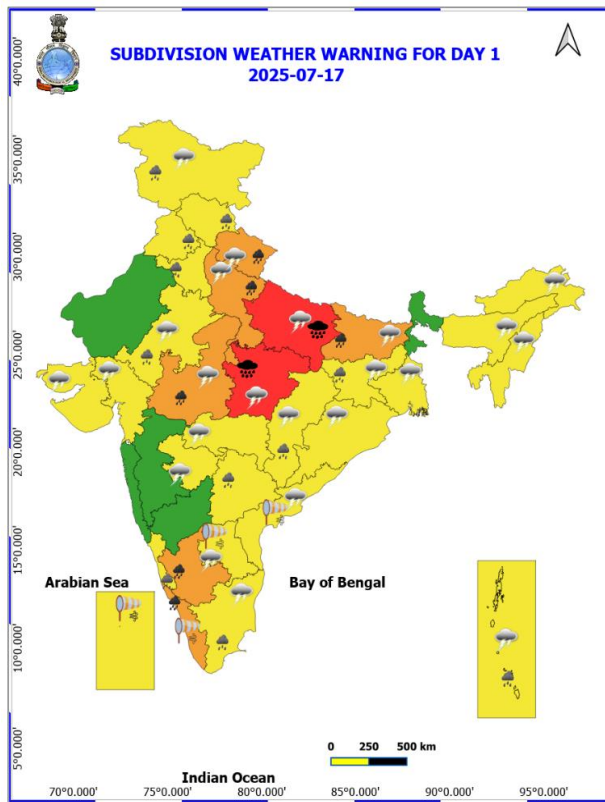 SUBDIVISION WEATHER WARNING FOR DAY 1
2025-07-17
40°0.000'
35°0.000'
30°0.000'
25°0.000'
20°0.000'
15°0.000'
10°0.000'
5°0.000'
Arabian Sea
Bay of Bengal
0 250 500 km
Indian Ocean
70°0.000' 75°0.000' 80°0.000' 85°0.000' 90°0.000' 95°0.000'